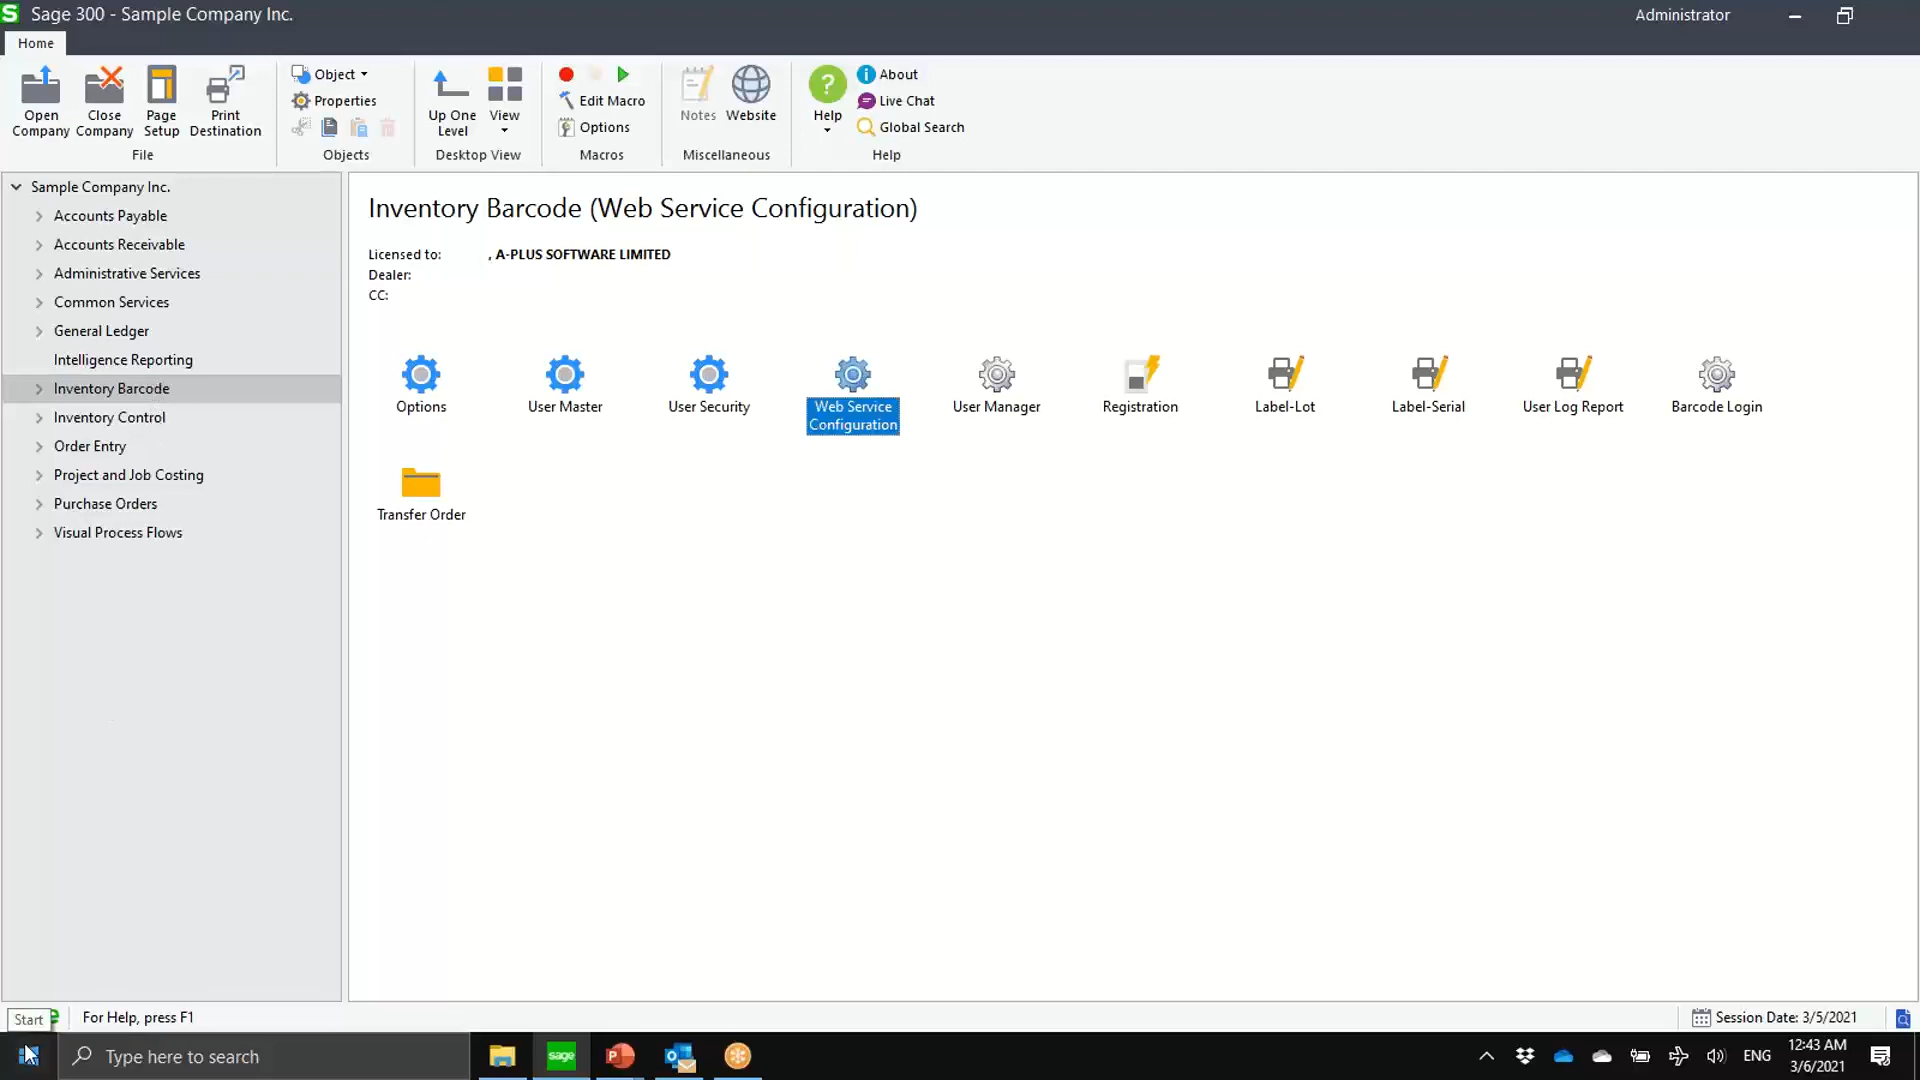 Sage 300 - Sample Company Inc.
Administrator
Home
Open Company
Close Company
Page Setup
Print Destination
File
Object
Properties
Objects
Up One Level
View
Desktop View
Edit Macro
Options
Macros
Notes
Website
Miscellaneous
Help
About
Live Chat
Global Search
Help
Sample Company Inc.
Accounts Payable
Accounts Receivable
Administrative Services
Common Services
General Ledger
Intelligence Reporting
Inventory Barcode
Inventory Control
Order Entry
Project and Job Costing
Purchase Orders
Visual Process Flows
Inventory Barcode (Web Service Configuration)
Licensed to: , A-PLUS SOFTWARE LIMITED
Dealer:
CC:
Options
User Master
User Security
Web Service
Configuration
User Manager
Registration
Label-Lot
Label-Serial
User Log Report
Barcode Login
Transfer Order
Start
For Help, press F1
Session Date: 3/5/2021
Type here to search
sage
ENG
12:43 AM
3/6/2021